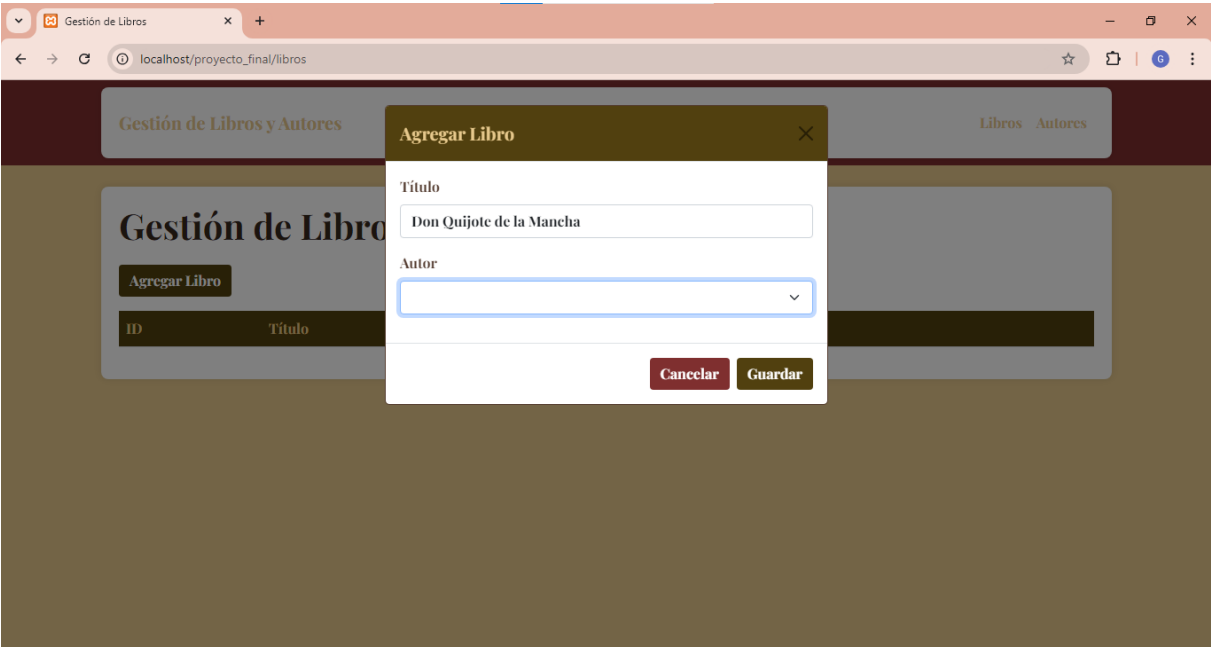 Gestión de Libros
localhost/proyecto_final/libros
G
Gestión de Libros y Autores
Libros Autores
Agregar Libro
Título
Don Quijote de la Mancha
Autor
Cancelar Guardar
Gestión de Libro
Agregar Libro
ID Título